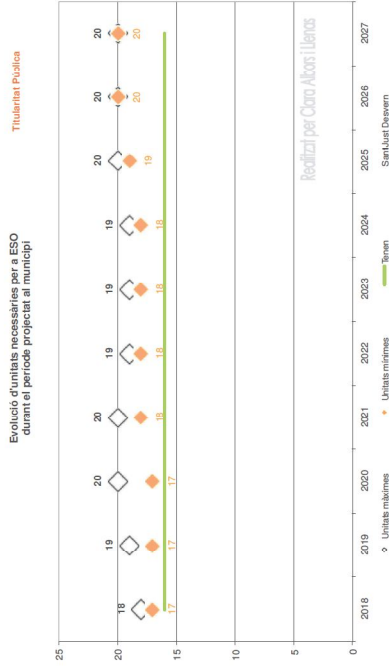 Evolució d'unitats necessàries per a ESO
durant el període projectat al municipi
Titularitat Pública
25
20
15
10
5
0
18 19 20 20 19 19 19 20 20 20
17 17 17 18 18 18 18 19 20 20
Realitzat per Clara Albors i Llenas
2018 2019 2020 2021 2022 2023 2024 2025 2026 2027
Unitats màximes Unitats mínimes Tenen Sant Just Desvern